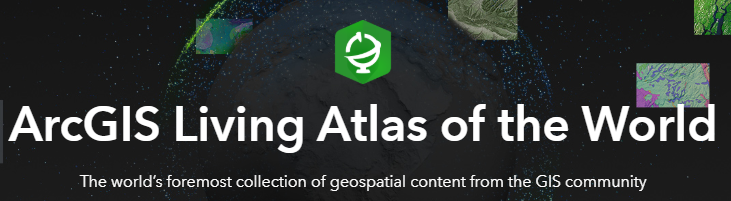 ArcGIS Living Atlas of the World
The world's foremost collection of geospatial content from the GIS community